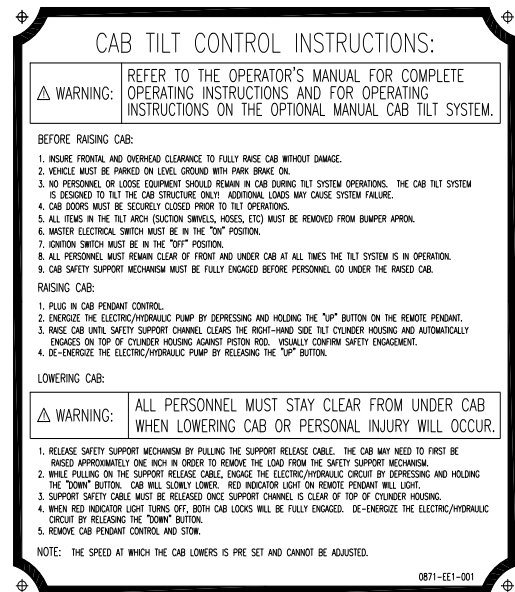 CAB TILT CONTROL INSTRUCTIONS:
⚠ WARNING:
REFER TO THE OPERATOR'S MANUAL FOR COMPLETE
OPERATING INSTRUCTIONS AND FOR OPERATING
INSTRUCTIONS ON THE OPTIONAL MANUAL CAB TILT SYSTEM.
BEFORE RAISING CAB:
1. INSURE FRONTAL AND OVERHEAD CLEARANCE TO FULLY RAISE CAB WITHOUT DAMAGE.
2. VEHICLE MUST BE PARKED ON LEVEL GROUND WITH PARK BRAKE ON.
3. NO PERSONNEL OR LOOSE EQUIPMENT SHOULD REMAIN IN CAB DURING TILT SYSTEM OPERATIONS. THE CAB TILT SYSTEM
IS DESIGNED TO TILT THE CAB STRUCTURE ONLY! ADDITIONAL LOADS MAY CAUSE SYSTEM FAILURE.
4. CAB DOORS MUST BE SECURELY CLOSED PRIOR TO TILT OPERATIONS.
5. ALL ITEMS IN THE TILT ARCH (SUCTION SWIVELS, HOSES, ETC) MUST BE REMOVED FROM BUMPER APRON.
6. MASTER ELECTRICAL SWITCH MUST BE IN THE "ON" POSITION.
7. IGNITION SWITCH MUST BE IN THE "OFF" POSITION.
8. ALL PERSONNEL MUST REMAIN CLEAR OF FRONT AND UNDER CAB AT ALL TIMES THE TILT SYSTEM IS IN OPERATION.
9. CAB SAFETY SUPPORT MECHANISM MUST BE FULLY ENGAGED BEFORE PERSONNEL GO UNDER THE RAISED CAB.
RAISING CAB:
1. PLUG IN CAB PENDANT CONTROL.
2. ENERGIZE THE ELECTRIC/HYDRAULIC PUMP BY DEPRESSING AND HOLDING THE "UP" BUTTON ON THE REMOTE PENDANT.
3. RAISE CAB UNTIL SAFETY SUPPORT CHANNEL CLEARS THE RIGHT-HAND SIDE TILT CYLINDER HOUSING AND AUTOMATICALLY
ENGAGES ON TOP OF CYLINDER HOUSING AGAINST PISTON ROD. VISUALLY CONFIRM SAFETY ENGAGEMENT.
4. DE-ENERGIZE THE ELECTRIC/HYDRAULIC PUMP BY RELEASING THE "UP" BUTTON.
LOWERING CAB:
⚠ WARNING:
ALL PERSONNEL MUST STAY CLEAR FROM UNDER CAB
WHEN LOWERING CAB OR PERSONAL INJURY WILL OCCUR.
1. RELEASE SAFETY SUPPORT MECHANISM BY PULLING THE SUPPORT RELEASE CABLE. THE CAB MAY NEED TO FIRST BE
RAISED APPROXIMATELY ONE INCH IN ORDER TO REMOVE THE LOAD FROM THE SAFETY SUPPORT MECHANISM.
2. WHILE PULLING ON THE SUPPORT RELEASE CABLE, ENGAGE THE ELECTRIC/HYDRAULIC CIRCUIT BY DEPRESSING AND HOLDING
THE "DOWN" BUTTON. CAB WILL SLOWLY LOWER. RED INDICATOR LIGHT ON REMOTE PENDANT WILL LIGHT.
3. SUPPORT SAFETY CABLE MUST BE RELEASED ONCE SUPPORT CHANNEL IS CLEAR OF TOP OF CYLINDER HOUSING.
4. WHEN RED INDICATOR LIGHT TURNS OFF, BOTH CAB LOCKS WILL BE FULLY ENGAGED. DE-ENERGIZE THE ELECTRIC/HYDRAULIC
CIRCUIT BY RELEASING THE "DOWN" BUTTON.
5. REMOVE CAB PENDANT CONTROL AND STOW.
NOTE: THE SPEED AT WHICH THE CAB LOWERS IS PRE SET AND CANNOT BE ADJUSTED.
0871-EE1-001